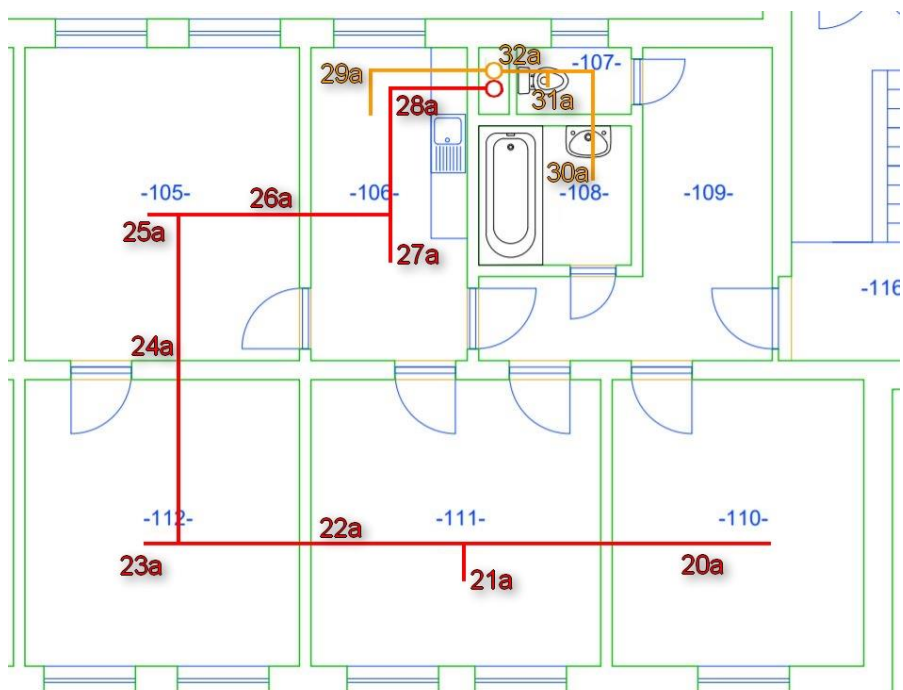 32a
-107-
29a
31a
28a
30a
-105-
26a
-106-
-108-
-109-
25a
27a
-116
24a
-112-
22a
-111-
-110-
23a
21a
20a